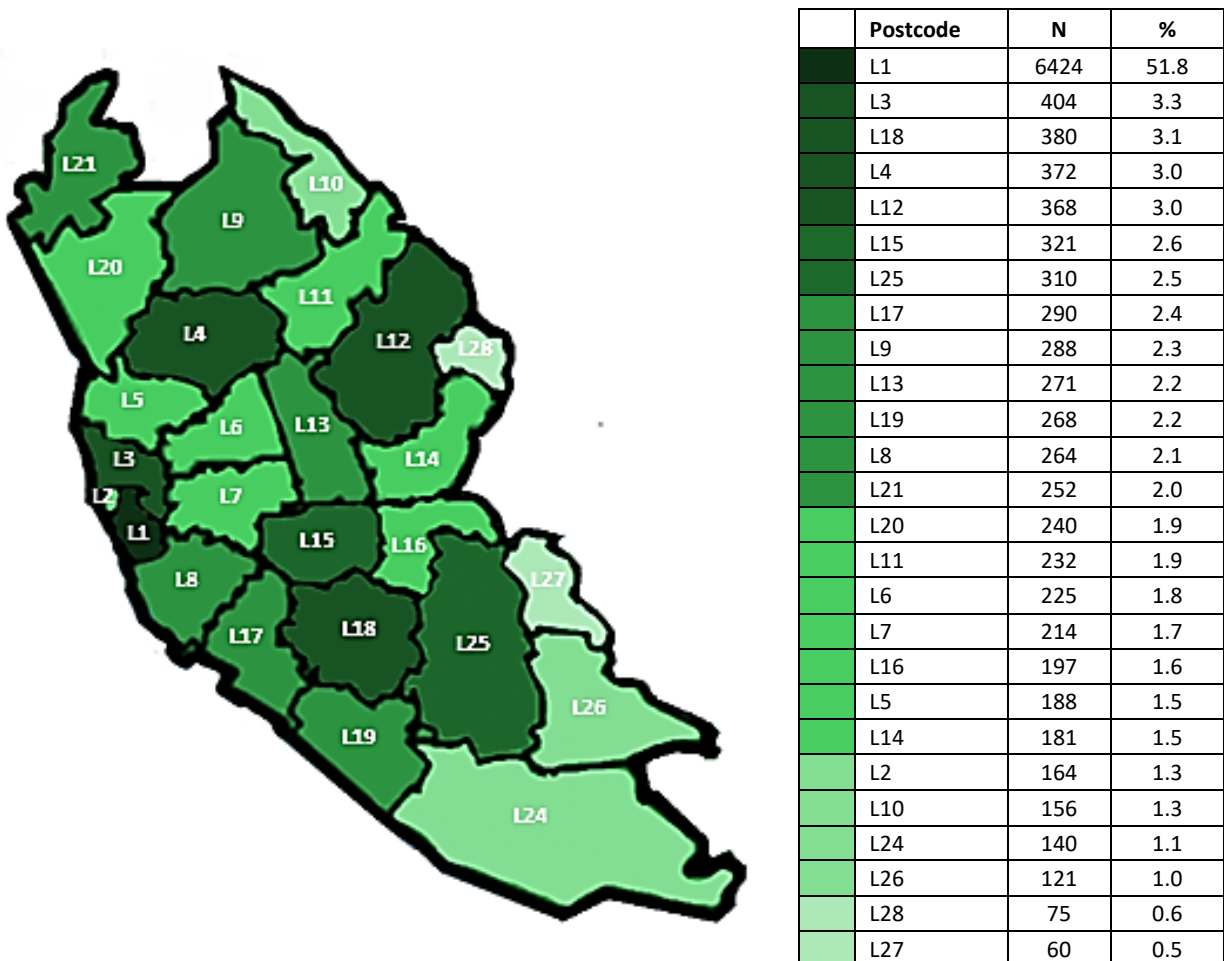 L21
L10
L9
L20
L11
L4
L12
L28
L5
L6
L13
L3
L14
L2
L7
L1
L15
L16
L8
L27
L17
L18
L25
L26
L19
L24
Postcode N %
L1 6424 51.8
L3 404 3.3
L18 380 3.1
L4 372 3.0
L12 368 3.0
L15 321 2.6
L25 310 2.5
L17 290 2.4
L9 288 2.3
L13 271 2.2
L19 268 2.2
L8 264 2.1
L21 252 2.0
L20 240 1.9
L11 232 1.9
L6 225 1.8
L7 214 1.7
L16 197 1.6
L5 188 1.5
L14 181 1.5
L2 164 1.3
L10 156 1.3
L24 140 1.1
L26 121 1.0
L28 75 0.6
L27 60 0.5